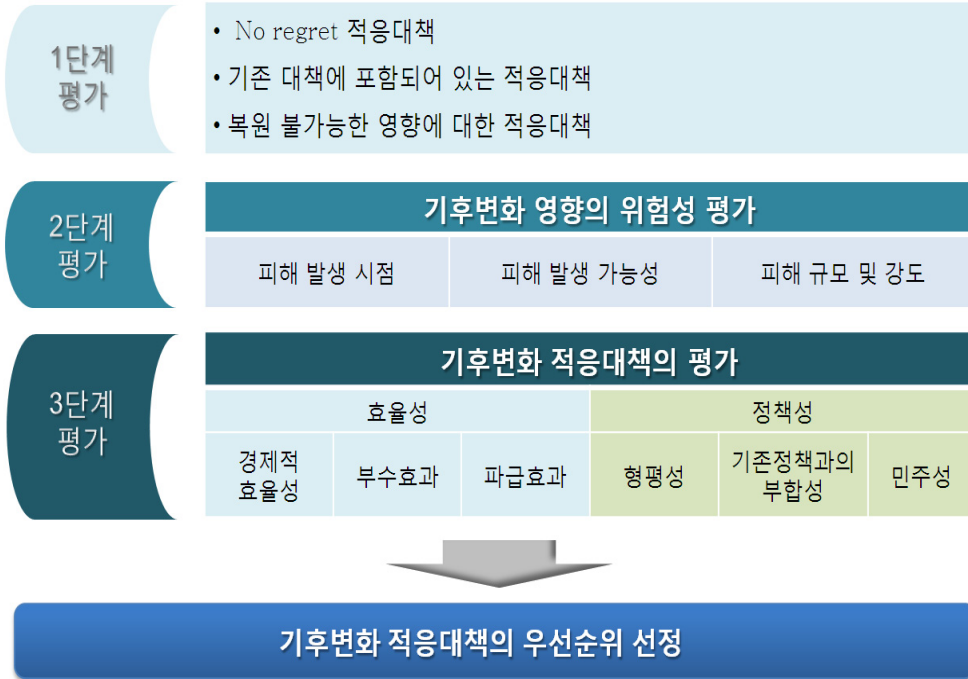 1단계
평가
• No regret 적응대책
• 기존 대책에 포함되어 있는 적응대책
• 복원 불가능한 영향에 대한 적응대책
2단계
평가
기후변화 영향의 위험성 평가
피해 발생 시점
피해 발생 가능성
피해 규모 및 강도
3단계
평가
기후변화 적응대책의 평가
효율성
정책성
경제적
효율성
부수효과
파급효과
형평성
기존정책과의
부합성
민주성
기후변화 적응대책의 우선순위 선정